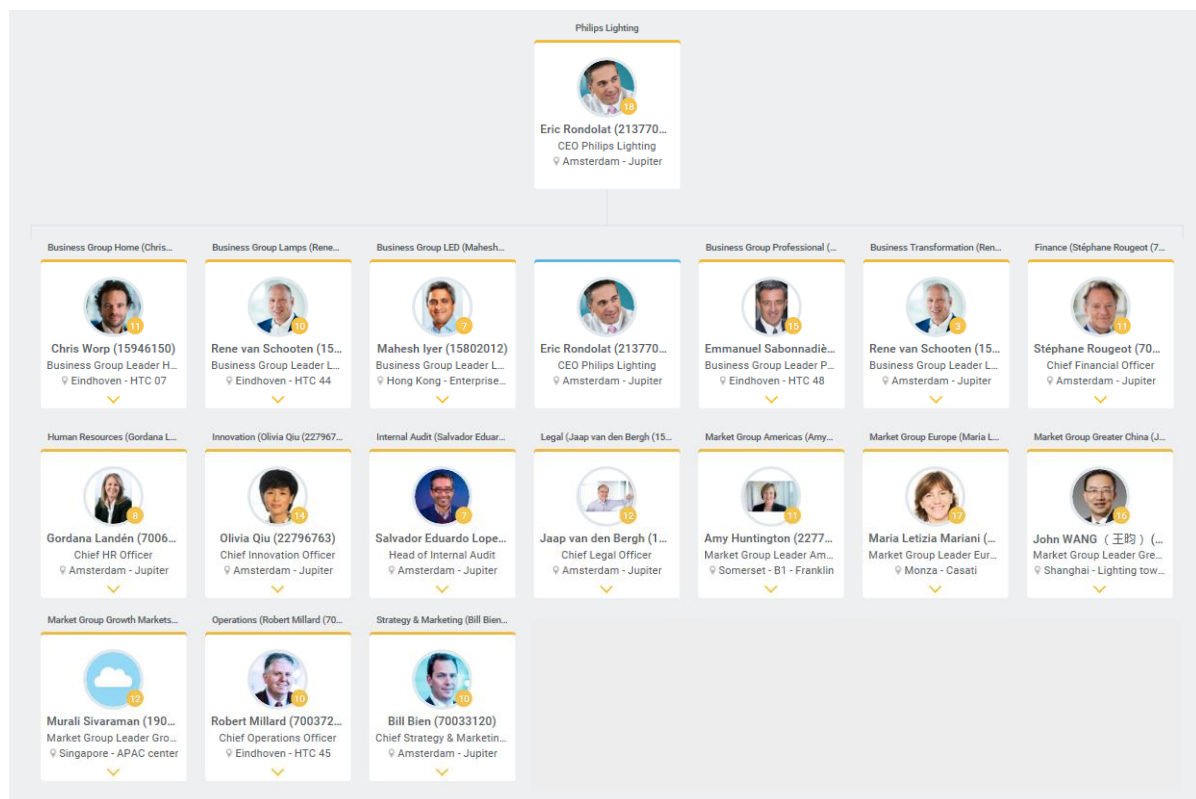 Philips Lighting
18
Eric Rondolat (213770...
CEO Philips Lighting
Amsterdam - Jupiter
Business Group Home (Chris...
11
Chris Worp (15946150)
Business Group Leader H...
Eindhoven - HTC 07
Business Group Lamps (Rene...
10
Rene van Schooten (15...
Business Group Leader L...
Eindhoven - HTC 44
Business Group LED (Mahesh...
7
Mahesh Iyer (15802012)
Business Group Leader L...
Hong Kong - Enterprise...
Eric Rondolat (213770...
CEO Philips Lighting
Amsterdam - Jupiter
Business Group Professional (...
15
Emmanuel Sabonnadiè...
Business Group Leader P...
Eindhoven - HTC 48
Business Transformation (Ren...
3
Rene van Schooten (15...
Business Group Leader L...
Amsterdam - Jupiter
Finance (Stéphane Rougeot (7...
11
Stéphane Rougeot (70...
Chief Financial Officer
Amsterdam - Jupiter
Human Resources (Gordana L...
8
Gordana Landén (7006...
Chief HR Officer
Amsterdam - Jupiter
Innovation (Olivia Qiu (227967...
14
Olivia Qiu (22796763)
Chief Innovation Officer
Amsterdam - Jupiter
Internal Audit (Salvador Eduar...
7
Salvador Eduardo Lope...
Head of Internal Audit
Amsterdam - Jupiter
Legal (Jaap van den Bergh (15...
12
Jaap van den Bergh (1...
Chief Legal Officer
Amsterdam - Jupiter
Market Group Americas (Amy...
11
Amy Huntington (2277...
Market Group Leader Am...
Somerset - B1 - Franklin
Market Group Europe (Maria L...
17
Maria Letizia Mariani (...
Market Group Leader Eur...
Monza - Casati
Market Group Greater China (J...
16
John WANG （王昀）(...
Market Group Leader Gre...
Shanghai - Lighting tow...
Market Group Growth Markets...
12
Murali Sivaraman (190...
Market Group Leader Gro...
Singapore - APAC center
Operations (Robert Millard (70...
10
Robert Millard (700372...
Chief Operations Officer
Eindhoven - HTC 45
Strategy & Marketing (Bill Bien...
10
Bill Bien (70033120)
Chief Strategy & Marketin...
Amsterdam - Jupiter